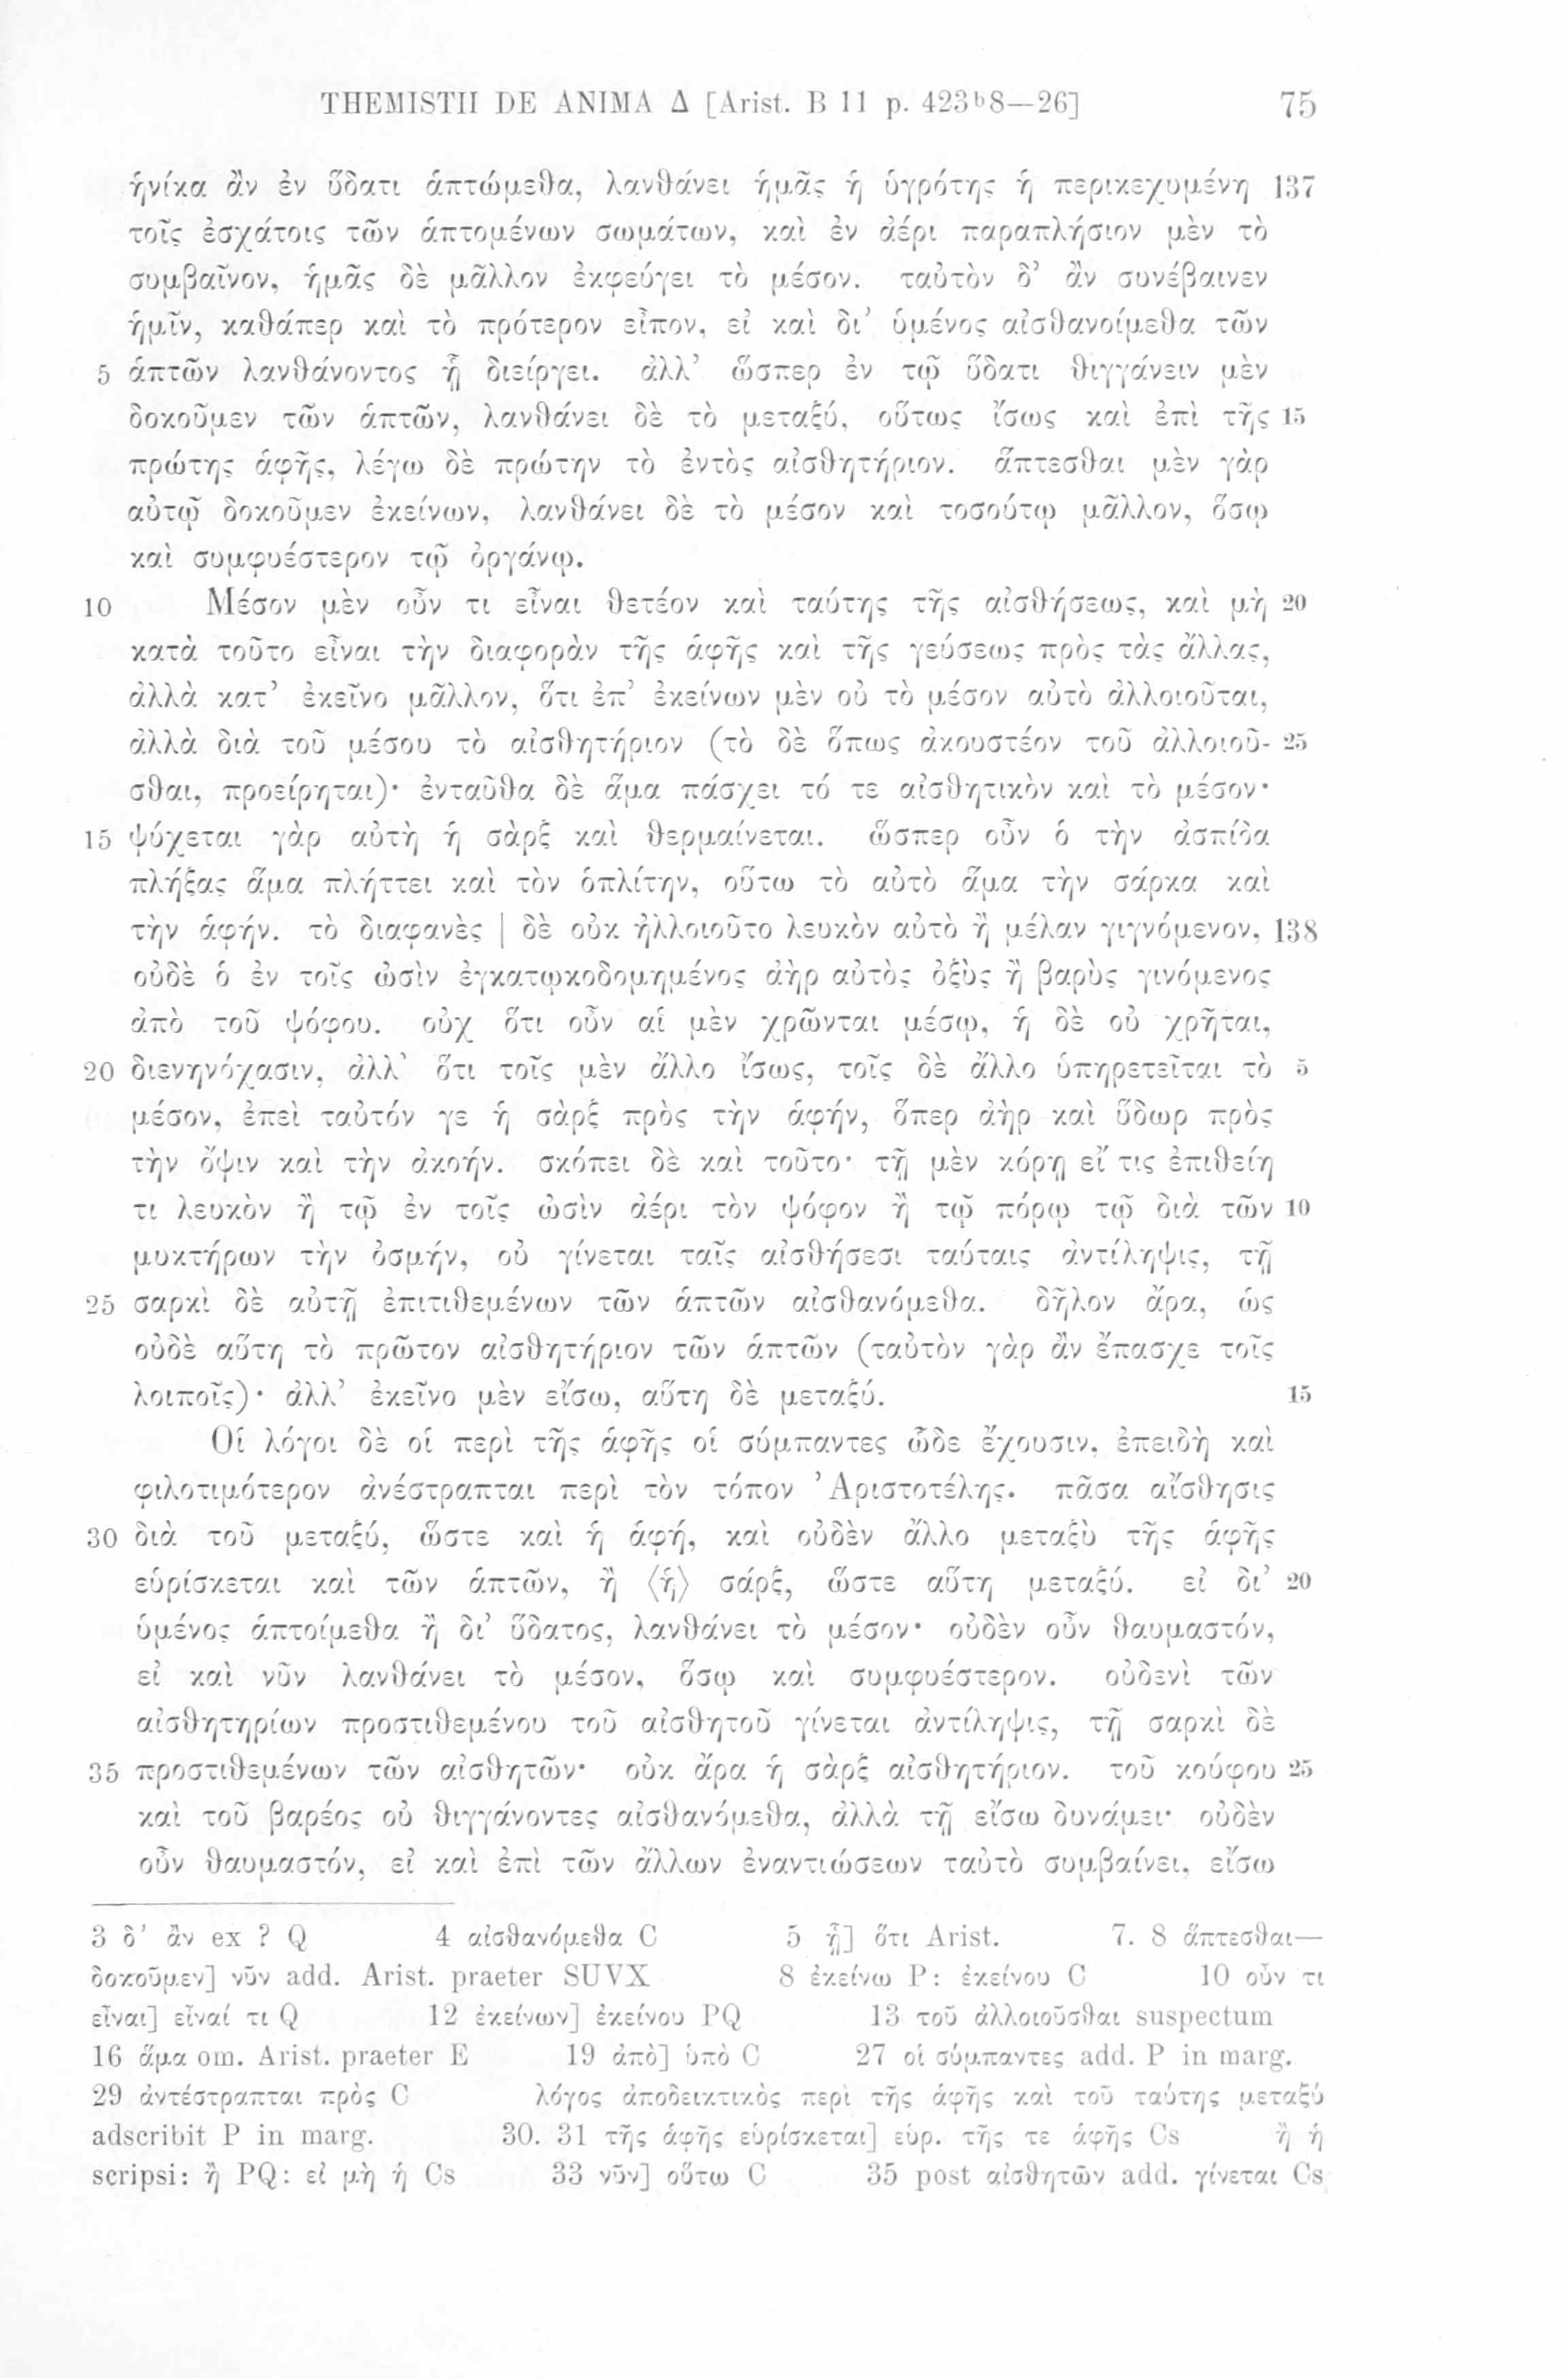 THEMISTII DE ANIMA Δ [Arist. B 11 p. 423ᵇ8—26] 75
ἡνίκα ἂν ἐν ὕδατι ἁπτώμεθα, λανθάνει ἡμᾶς ἡ ὑγρότης ἡ περικεχυμένη 137
τοῖς ἐσχάτοις τῶν ἁπτομένων σωμάτων, καὶ ἐν ἀέρι παραπλήσιον μὲν τὸ
συμβαῖνον, ἡμᾶς δὲ μᾶλλον ἐκφεύγει τὸ μέσον. ταὐτὸν δ' ἂν συνέβαινεν
ἡμῖν, καθάπερ καὶ τὸ πρότερον εἶπον, εἰ καὶ δι' ὑμένος αἰσθανοίμεθα τῶν
5 ἁπτῶν λανθάνοντος ᾗ διείργει. ἀλλ' ὥσπερ ἐν τῷ ὕδατι θιγγάνειν μὲν
δοκοῦμεν τῶν ἁπτῶν, λανθάνει δὲ τὸ μεταξύ, οὕτως ἴσως καὶ ἐπὶ τῆς 15
πρώτης ἁφῆς, λέγω δὲ πρώτην τὸ ἐντὸς αἰσθητήριον. ἅπτεσθαι μὲν γὰρ
αὐτῷ δοκοῦμεν ἐκείνων, λανθάνει δὲ τὸ μέσον καὶ τοσούτῳ μᾶλλον, ὅσῳ
καὶ συμφυέστερον τῷ ὀργάνῳ.
10 Μέσον μὲν οὖν τι εἶναι θετέον καὶ ταύτης τῆς αἰσθήσεως, καὶ μὴ 20
κατὰ τοῦτο εἶναι τὴν διαφορὰν τῆς ἁφῆς καὶ τῆς γεύσεως πρὸς τὰς ἄλλας,
ἀλλὰ κατ' ἐκεῖνο μᾶλλον, ὅτι ἐπ' ἐκείνων μὲν οὐ τὸ μέσον αὐτὸ ἀλλοιοῦται,
ἀλλὰ διὰ τοῦ μέσου τὸ αἰσθητήριον (τὸ δὲ ὅπως ἀκουστέον τοῦ ἀλλοιοῦ- 25
σθαι, προείρηται)· ἐνταῦθα δὲ ἅμα πάσχει τό τε αἰσθητικὸν καὶ τὸ μέσον·
15 ψύχεται γὰρ αὐτὴ ἡ σὰρξ καὶ θερμαίνεται. ὥσπερ οὖν ὁ τὴν ἀσπίδα
πλήξας ἅμα πλήττει καὶ τὸν ὁπλίτην, οὕτω τὸ αὐτὸ ἅμα τὴν σάρκα καὶ
τὴν ἁφήν. τὸ διαφανὲς | δὲ οὐκ ἠλλοιοῦτο λευκὸν αὐτὸ ἢ μέλαν γιγνόμενον, 138
οὐδὲ ὁ ἐν τοῖς ὠσὶν ἐγκατῳκοδομημένος ἀὴρ αὐτὸς ὀξὺς ἢ βαρὺς γινόμενος
ἀπὸ τοῦ ψόφου. οὐχ ὅτι οὖν αἱ μὲν χρῶνται μέσῳ, ἡ δὲ οὐ χρῆται,
20 διενηνόχασιν, ἀλλ' ὅτι τοῖς μὲν ἄλλο ἴσως, τοῖς δὲ ἄλλο ὑπηρετεῖται τὸ 5
μέσον, ἐπεὶ ταὐτόν γε ἡ σὰρξ πρὸς τὴν ἁφήν, ὅπερ ἀὴρ καὶ ὕδωρ πρὸς
τὴν ὄψιν καὶ τὴν ἀκοήν. σκόπει δὲ καὶ τοῦτο· τῇ μὲν κόρῃ εἴ τις ἐπιθείη
τι λευκὸν ἢ τῷ ἐν τοῖς ὠσὶν ἀέρι τὸν ψόφον ἢ τῷ πόρῳ τῷ διὰ τῶν 10
μυκτήρων τὴν ὀσμήν, οὐ γίνεται ταῖς αἰσθήσεσι ταύταις ἀντίληψις, τῇ
25 σαρκὶ δὲ αὐτῇ ἐπιτιθεμένων τῶν ἁπτῶν αἰσθανόμεθα. δῆλον ἄρα, ὡς
οὐδὲ αὕτη τὸ πρῶτον αἰσθητήριον τῶν ἁπτῶν (ταὐτὸν γὰρ ἂν ἔπασχε τοῖς
λοιποῖς)· ἀλλ' ἐκεῖνο μὲν εἴσω, αὕτη δὲ μεταξύ. 15
Οἱ λόγοι δὲ οἱ περὶ τῆς ἁφῆς οἱ σύμπαντες ὧδε ἔχουσιν, ἐπειδὴ καὶ
φιλοτιμότερον ἀνέστραπται περὶ τὸν τόπον Ἀριστοτέλης. πᾶσα αἴσθησις
30 διὰ τοῦ μεταξύ, ὥστε καὶ ἡ ἁφή, καὶ οὐδὲν ἄλλο μεταξὺ τῆς ἁφῆς
εὑρίσκεται καὶ τῶν ἁπτῶν, ἢ ⟨ἡ⟩ σάρξ, ὥστε αὕτη μεταξύ. εἰ δι' 20
ὑμένος ἁπτοίμεθα ἢ δι' ὕδατος, λανθάνει τὸ μέσον· οὐδὲν οὖν θαυμαστόν,
εἰ καὶ νῦν λανθάνει τὸ μέσον, ὅσῳ καὶ συμφυέστερον. οὐδενὶ τῶν
αἰσθητηρίων προστιθεμένου τοῦ αἰσθητοῦ γίνεται ἀντίληψις, τῇ σαρκὶ δὲ
35 προστιθεμένων τῶν αἰσθητῶν· οὐκ ἄρα ἡ σὰρξ αἰσθητήριον. τοῦ κούφου 25
καὶ τοῦ βαρέος οὐ θιγγάνοντες αἰσθανόμεθα, ἀλλὰ τῇ εἴσω δυνάμει· οὐδὲν
οὖν θαυμαστόν, εἰ καὶ ἐπὶ τῶν ἄλλων ἐναντιώσεων ταὐτὸ συμβαίνει, εἴσω
3 δ' ἂν ex ? Q 4 αἰσθανόμεθα C 5 ᾗ] ὅτι Arist. 7. 8 ἅπτεσθαι—
δοκοῦμεν] νῦν add. Arist. praeter SUVX 8 ἐκείνω P: ἐκείνου C 10 οὖν τι
εἶναι] εἶναί τι Q 12 ἐκείνων] ἐκείνου PQ 13 τοῦ ἀλλοιοῦσθαι suspectum
16 ἅμα om. Arist. praeter E 19 ἀπὸ] ὑπὸ C 27 οἱ σύμπαντες add. P in marg.
29 ἀντέστραπται πρὸς C λόγος ἀποδεικτικὸς περὶ τῆς ἁφῆς καὶ τοῦ ταύτης μεταξύ
adscribit P in marg. 30. 31 τῆς ἁφῆς εὑρίσκεται] εὑρ. τῆς τε ἁφῆς Cs ἢ ἡ
scripsi: ἢ PQ: εἰ μὴ ἡ Cs 33 νῦν] οὕτω C 35 post αἰσθητῶν add. γίνεται Cs